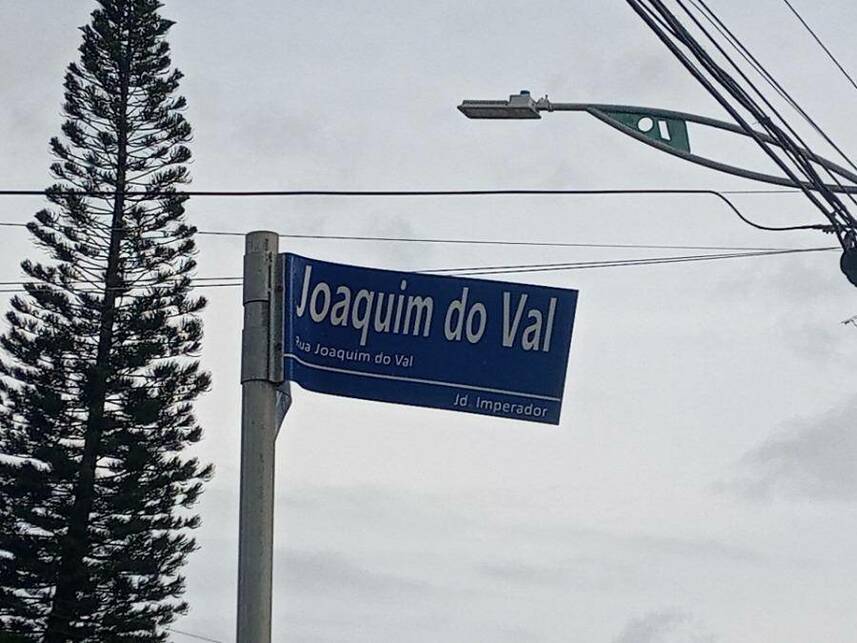 Joaquim do Val
Rua Joaquim do Val
Jd. Imperador